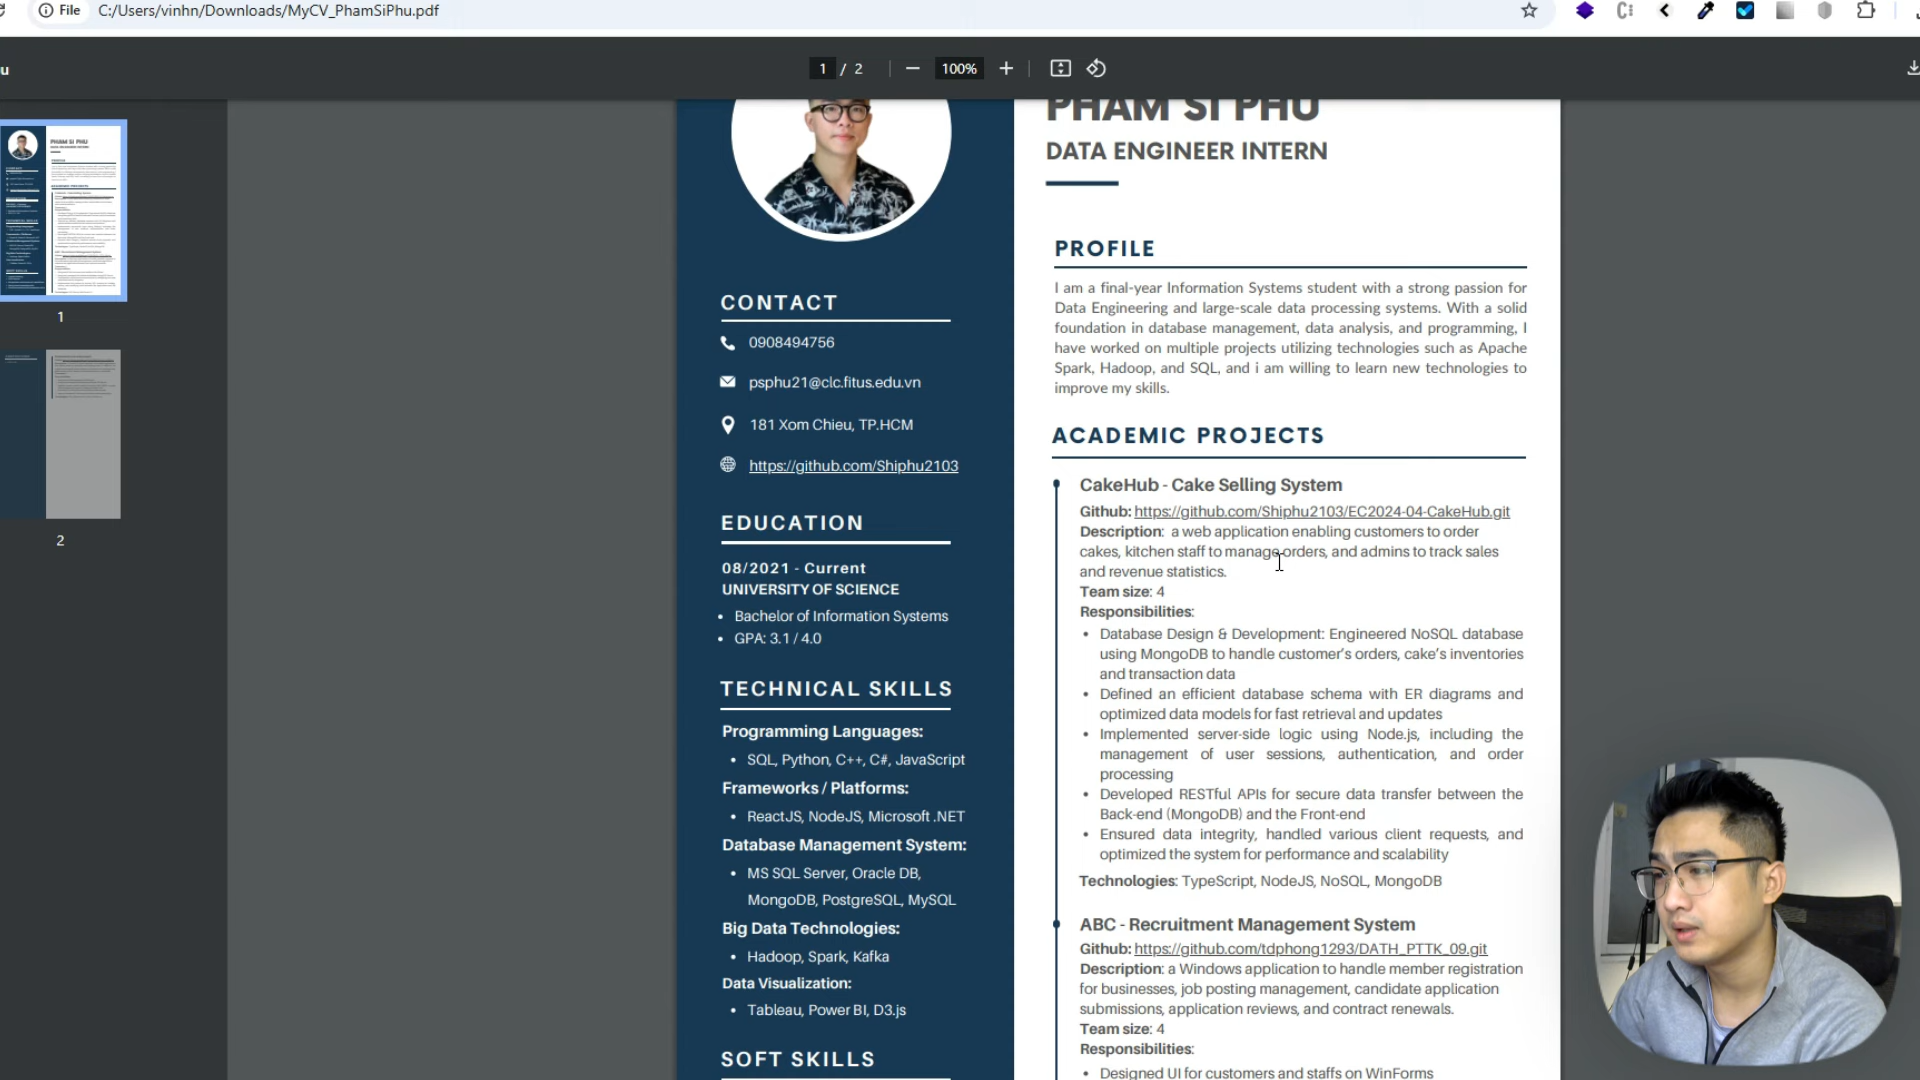 File
C:/Users/vinhn/Downloads/MyCV_PhamSiPhu.pdf
u
1 / 2
100%
1
2
PHAM SI PHU
DATA ENGINEER INTERN
CONTACT
0908494756
psphu21@clc.fitus.edu.vn
181 Xom Chieu, TP.HCM
https://github.com/Shiphu2103
EDUCATION
08/2021 - Current
UNIVERSITY OF SCIENCE
• Bachelor of Information Systems
• GPA: 3.1 / 4.0
TECHNICAL SKILLS
Programming Languages:
• SQL, Python, C++, C#, JavaScript
Frameworks / Platforms:
• ReactJS, NodeJS, Microsoft .NET
Database Management System:
• MS SQL Server, Oracle DB,
MongoDB, PostgreSQL, MySQL
Big Data Technologies:
• Hadoop, Spark, Kafka
Data Visualization:
• Tableau, Power BI, D3.js
SOFT SKILLS
PROFILE
I am a final-year Information Systems student with a strong passion for
Data Engineering and large-scale data processing systems. With a solid
foundation in database management, data analysis, and programming, I
have worked on multiple projects utilizing technologies such as Apache
Spark, Hadoop, and SQL, and i am willing to learn new technologies to
improve my skills.
ACADEMIC PROJECTS
CakeHub - Cake Selling System
Github: https://github.com/Shiphu2103/EC2024-04-CakeHub.git
Description: a web application enabling customers to order
cakes, kitchen staff to manage orders, and admins to track sales
and revenue statistics.
Team size: 4
Responsibilities:
• Database Design & Development: Engineered NoSQL database
using MongoDB to handle customer's orders, cake's inventories
and transaction data
• Defined an efficient database schema with ER diagrams and
optimized data models for fast retrieval and updates
• Implemented server-side logic using Node.js, including the
management of user sessions, authentication, and order
processing
• Developed RESTful APIs for secure data transfer between the
Back-end (MongoDB) and the Front-end
• Ensured data integrity, handled various client requests, and
optimized the system for performance and scalability
Technologies: TypeScript, NodeJS, NoSQL, MongoDB
ABC - Recruitment Management System
Github: https://github.com/tdphong1293/DATH_PTTK_09.git
Description: a Windows application to handle member registration
for businesses, job posting management, candidate application
submissions, application reviews, and contract renewals.
Team size: 4
Responsibilities:
• Designed UI for customers and staffs on WinForms